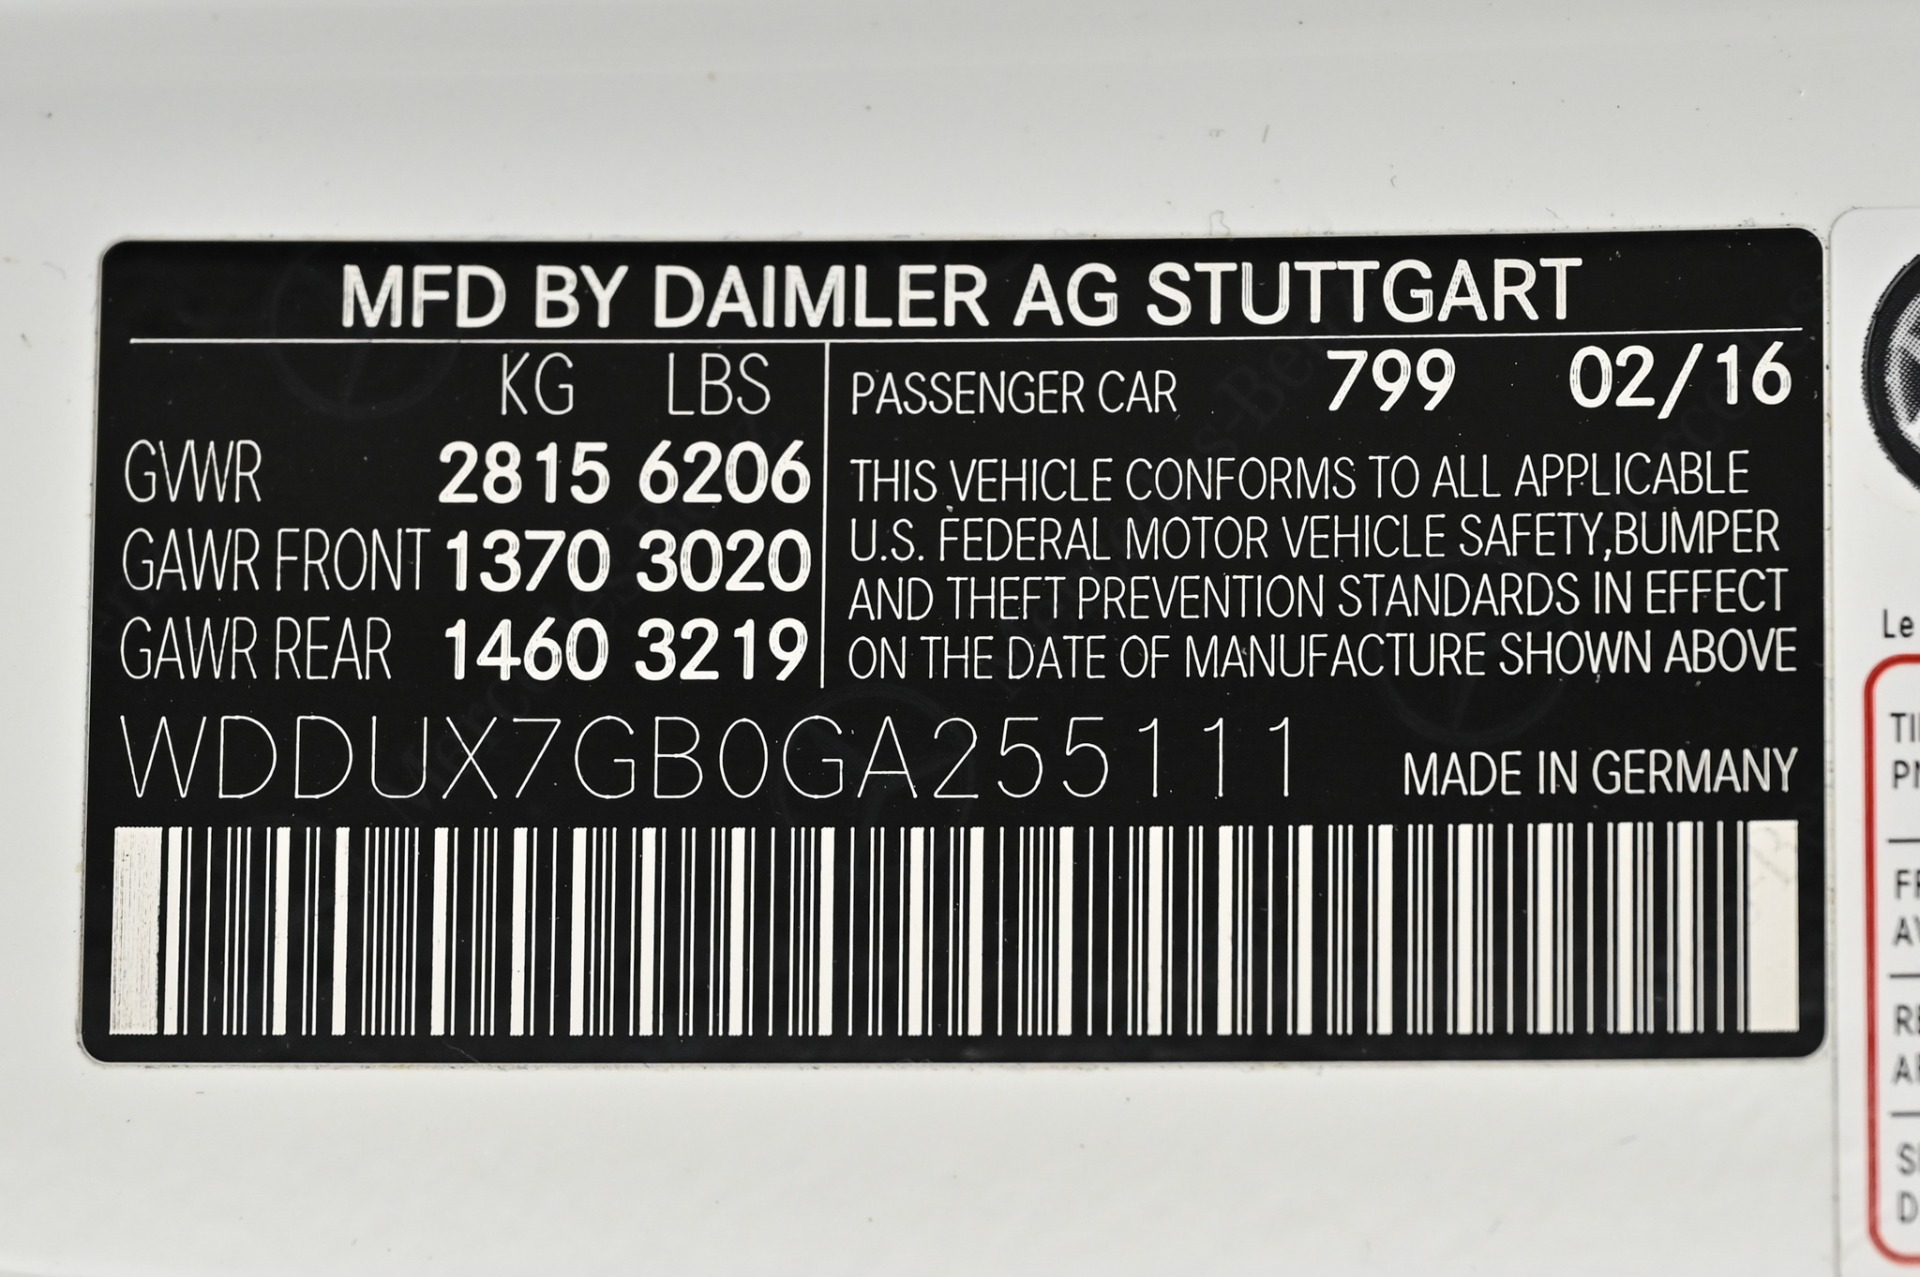 MFD BY DAIMLER AG STUTTGART
KG LBS
GVWR 2815 6206
GAWR FRONT 1370 3020
GAWR REAR 1460 3219
PASSENGER CAR 799 02/16
THIS VEHICLE CONFORMS TO ALL APPLICABLE
U.S. FEDERAL MOTOR VEHICLE SAFETY,BUMPER
AND THEFT PREVENTION STANDARDS IN EFFECT
ON THE DATE OF MANUFACTURE SHOWN ABOVE
WDDUX7GB0GA255111 MADE IN GERMANY
Le